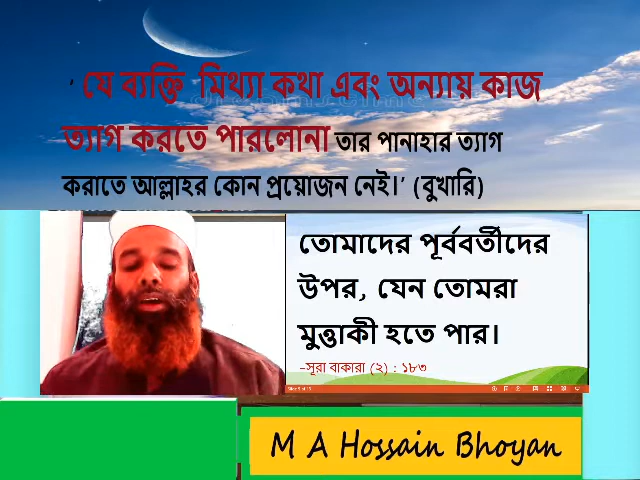 ' যে ব্যক্তি মিথ্যা কথা এবং অন্যায় কাজ
ত্যাগ করতে পারলোনা তার পানাহার ত্যাগ
করাতে আল্লাহর কোন প্রয়োজন নেই।' (বুখারি)
তোমাদের পূর্ববর্তীদের
উপর, যেন তোমরা
মুত্তাকী হতে পার।
-সূরা বাকারা (২) : ১৮৩
M A Hossain Bhoyan